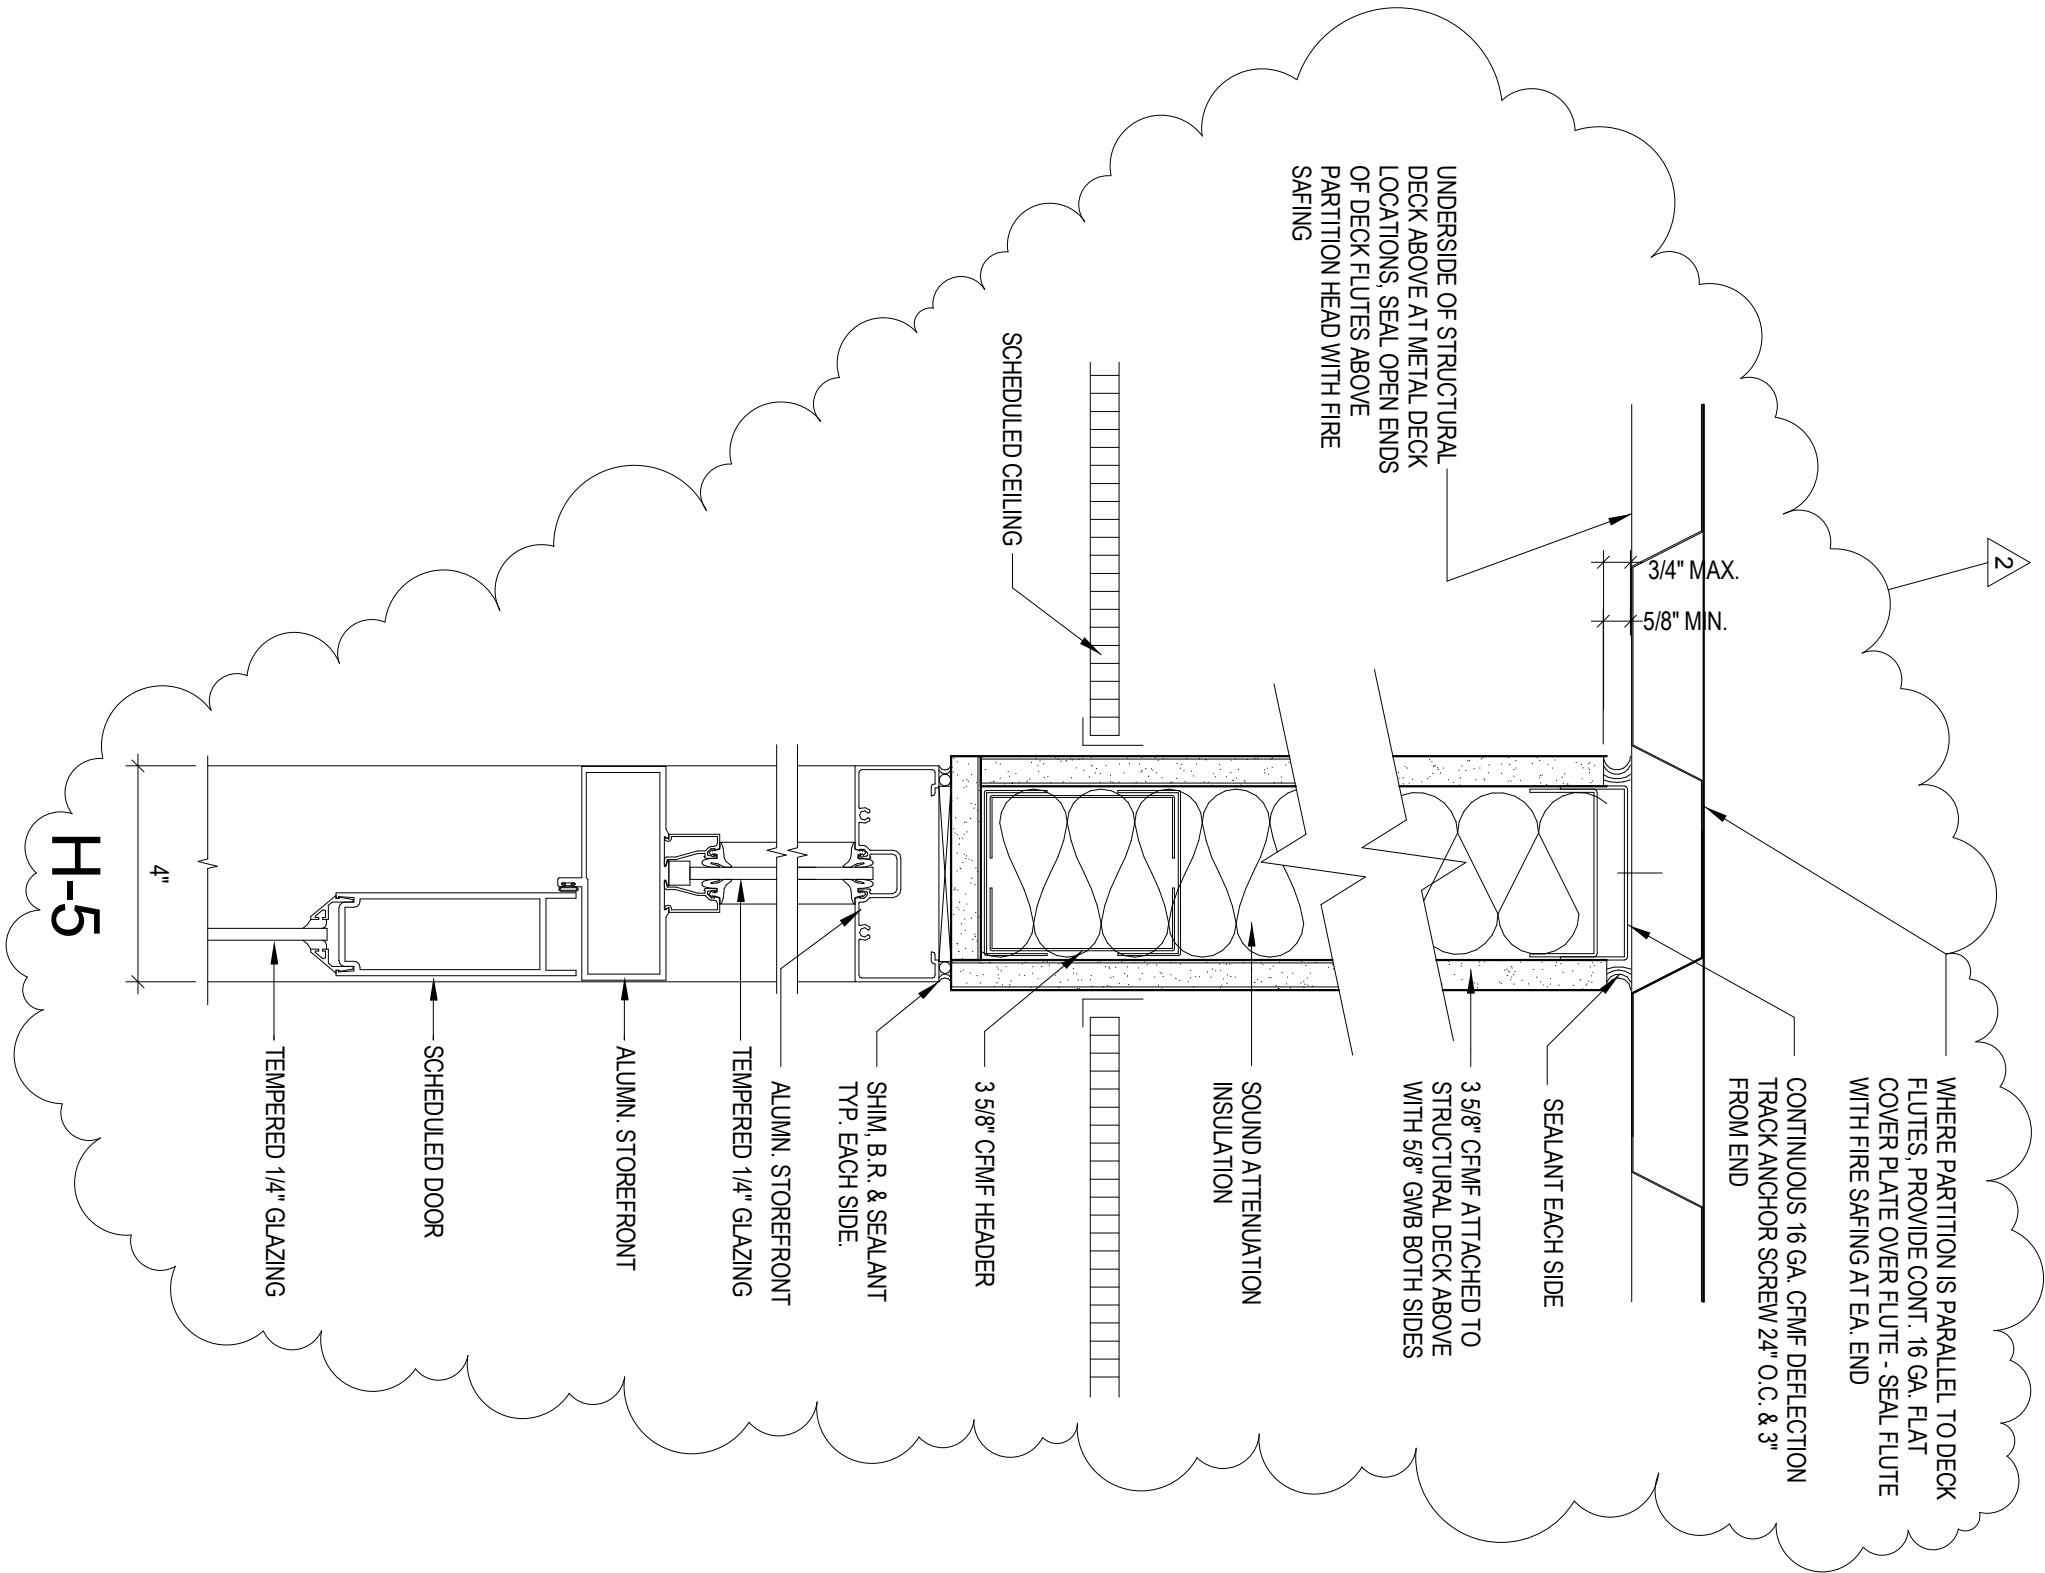 2
WHERE PARTITION IS PARALLEL TO DECK
FLUTES, PROVIDE CONT. 16 GA. FLAT
COVER PLATE OVER FLUTE - SEAL FLUTE
WITH FIRE SAFING AT EA. END
3/4" MAX.
5/8" MIN.
CONTINUOUS 16 GA. CFMF DEFLECTION
TRACK ANCHOR SCREW 24" O.C. & 3"
FROM END
UNDERSIDE OF STRUCTURAL
DECK ABOVE AT METAL DECK
LOCATIONS, SEAL OPEN ENDS
OF DECK FLUTES ABOVE
PARTITION HEAD WITH FIRE
SAFING
SEALANT EACH SIDE
3 5/8" CFMF ATTACHED TO
STRUCTURAL DECK ABOVE
WITH 5/8" GWB BOTH SIDES
SOUND ATTENUATION
INSULATION
SCHEDULED CEILING
3 5/8" CFMF HEADER
SHIM, B.R. & SEALANT
TYP. EACH SIDE.
ALUMN. STOREFRONT
TEMPERED 1/4" GLAZING
ALUMN. STOREFRONT
SCHEDULED DOOR
TEMPERED 1/4" GLAZING
4"
H-5